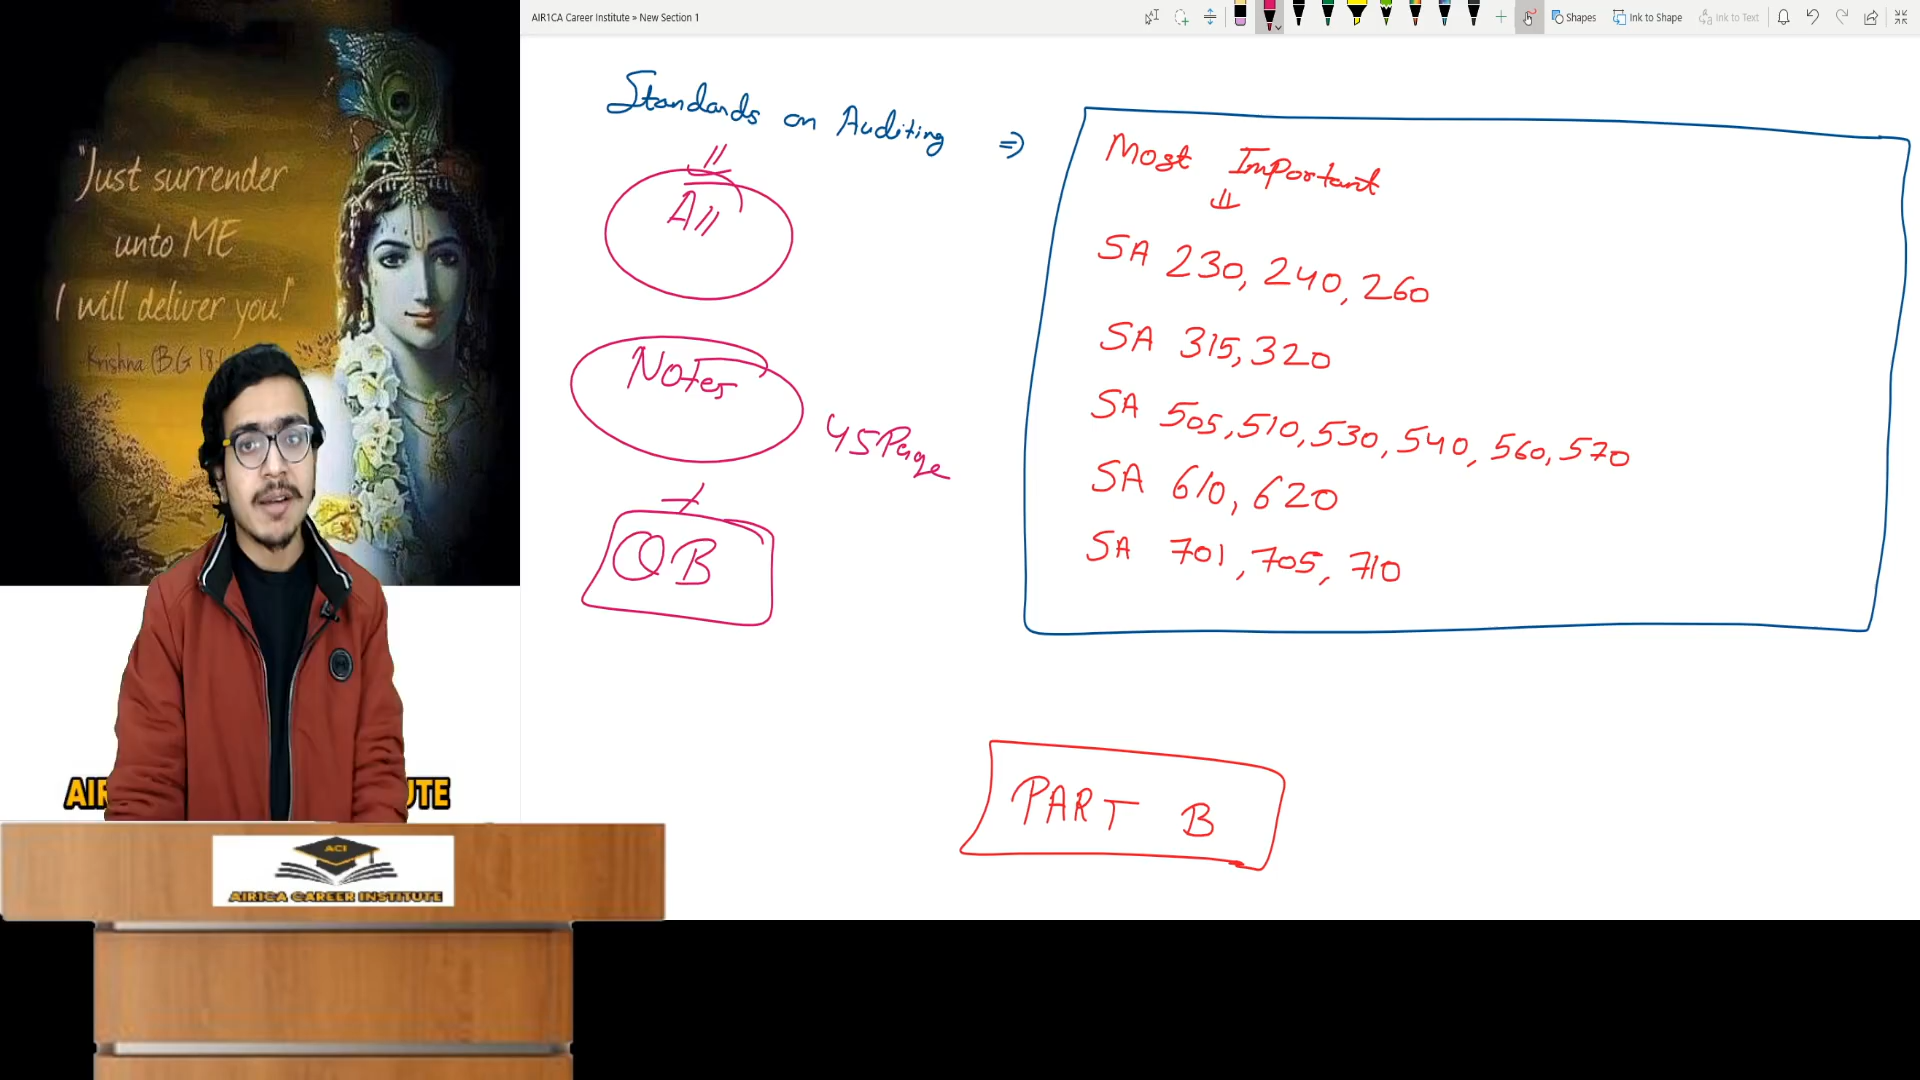 AIR1CA Career Institute » New Section 1
Shapes
Ink to Shape
Ink to Text
"Just surrender
unto ME
I will deliver you!"
Krishna (B.G 18:
Standards on Auditing ⇒
All
Notes
45 Page
+
QB
Most Important
SA 230, 240, 260
SA 315, 320
SA 505, 510, 530, 540, 560, 570
SA 610, 620
SA 701, 705, 710
PART B
AIR
UTE
ACI
AIR1CA CAREER INSTITUTE